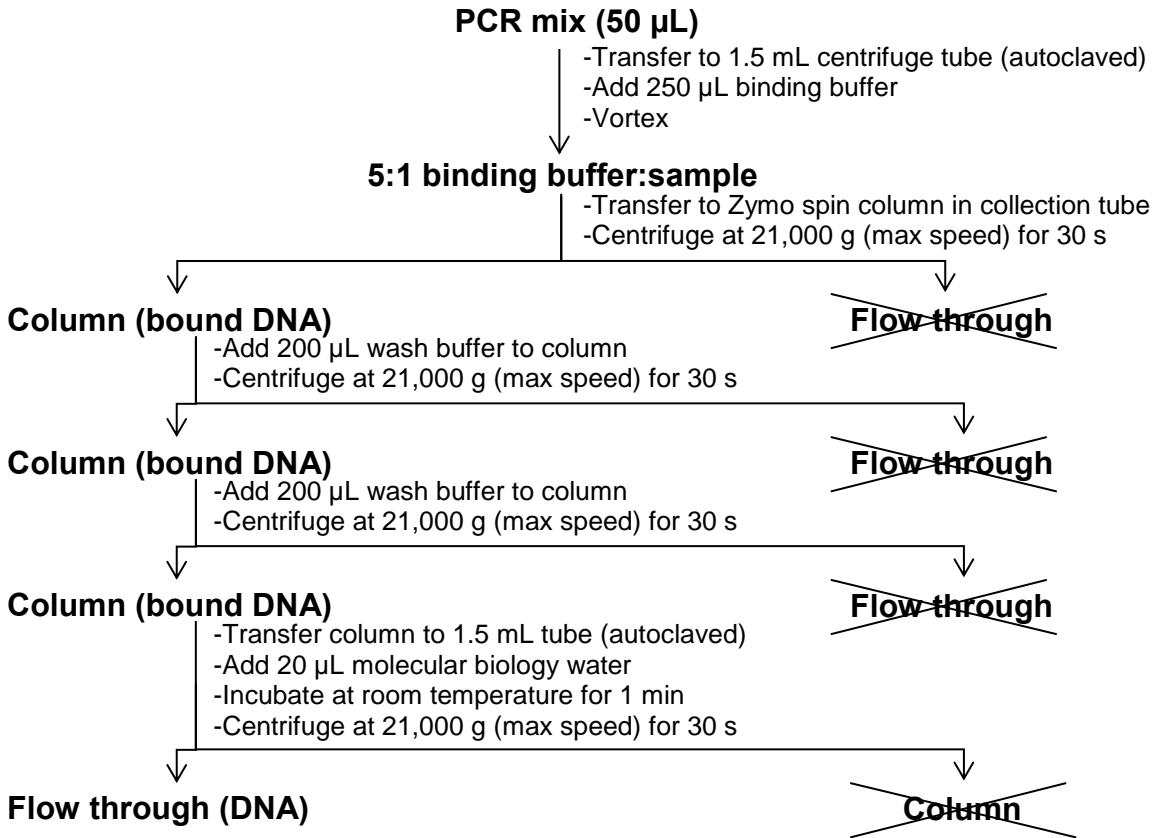 PCR mix (50 µL)
-Transfer to 1.5 mL centrifuge tube (autoclaved)
-Add 250 µL binding buffer
-Vortex
5:1 binding buffer:sample
-Transfer to Zymo spin column in collection tube
-Centrifuge at 21,000 g (max speed) for 30 s
Column (bound DNA) Flow through
-Add 200 µL wash buffer to column
-Centrifuge at 21,000 g (max speed) for 30 s
Column (bound DNA) Flow through
-Add 200 µL wash buffer to column
-Centrifuge at 21,000 g (max speed) for 30 s
Column (bound DNA) Flow through
-Transfer column to 1.5 mL tube (autoclaved)
-Add 20 µL molecular biology water
-Incubate at room temperature for 1 min
-Centrifuge at 21,000 g (max speed) for 30 s
Flow through (DNA) Column